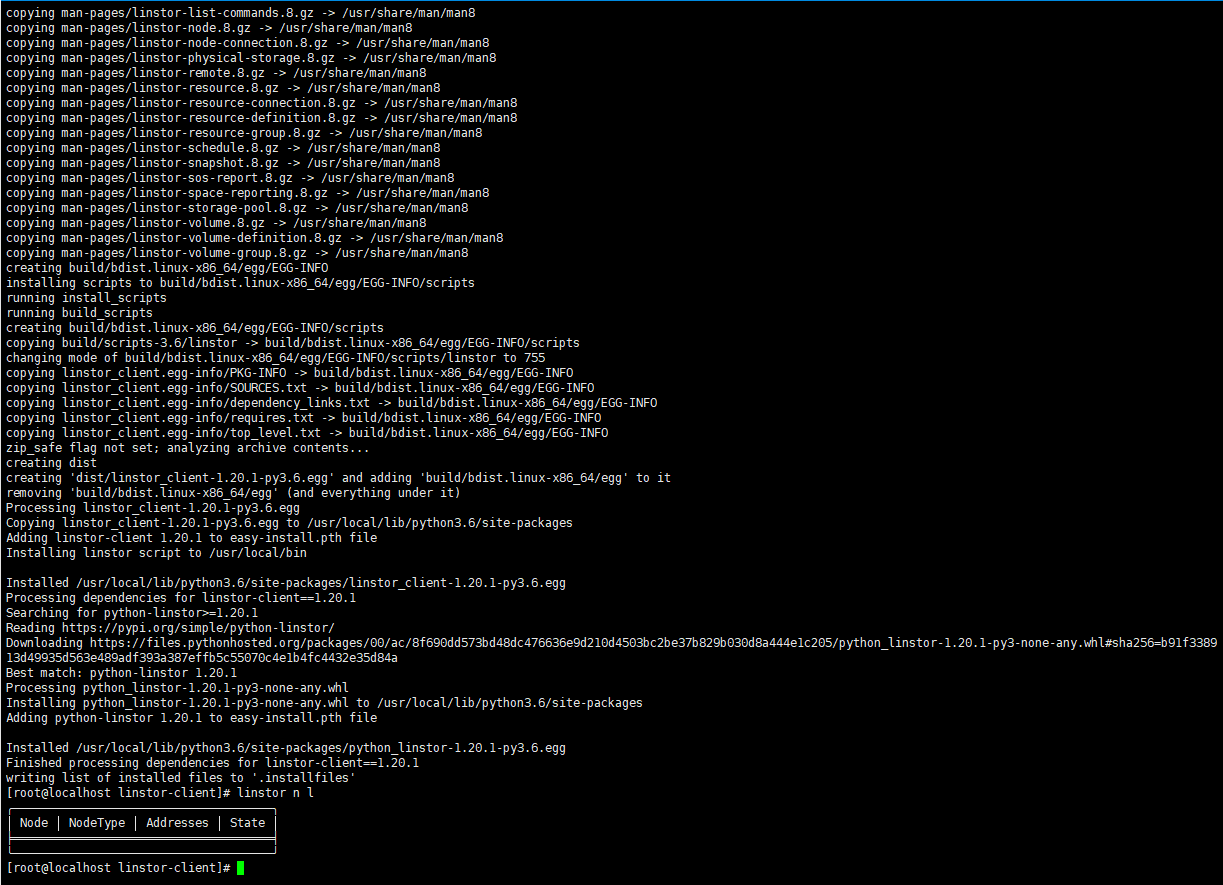 copying man-pages/linstor-list-commands.8.gz -> /usr/share/man/man8
copying man-pages/linstor-node.8.gz -> /usr/share/man/man8
copying man-pages/linstor-node-connection.8.gz -> /usr/share/man/man8
copying man-pages/linstor-physical-storage.8.gz -> /usr/share/man/man8
copying man-pages/linstor-remote.8.gz -> /usr/share/man/man8
copying man-pages/linstor-resource.8.gz -> /usr/share/man/man8
copying man-pages/linstor-resource-connection.8.gz -> /usr/share/man/man8
copying man-pages/linstor-resource-definition.8.gz -> /usr/share/man/man8
copying man-pages/linstor-resource-group.8.gz -> /usr/share/man/man8
copying man-pages/linstor-schedule.8.gz -> /usr/share/man/man8
copying man-pages/linstor-snapshot.8.gz -> /usr/share/man/man8
copying man-pages/linstor-sos-report.8.gz -> /usr/share/man/man8
copying man-pages/linstor-space-reporting.8.gz -> /usr/share/man/man8
copying man-pages/linstor-storage-pool.8.gz -> /usr/share/man/man8
copying man-pages/linstor-volume.8.gz -> /usr/share/man/man8
copying man-pages/linstor-volume-definition.8.gz -> /usr/share/man/man8
copying man-pages/linstor-volume-group.8.gz -> /usr/share/man/man8
creating build/bdist.linux-x86_64/egg/EGG-INFO
installing scripts to build/bdist.linux-x86_64/egg/EGG-INFO/scripts
running install_scripts
running build_scripts
creating build/bdist.linux-x86_64/egg/EGG-INFO/scripts
copying build/scripts-3.6/linstor -> build/bdist.linux-x86_64/egg/EGG-INFO/scripts
changing mode of build/bdist.linux-x86_64/egg/EGG-INFO/scripts/linstor to 755
copying linstor_client.egg-info/PKG-INFO -> build/bdist.linux-x86_64/egg/EGG-INFO
copying linstor_client.egg-info/SOURCES.txt -> build/bdist.linux-x86_64/egg/EGG-INFO
copying linstor_client.egg-info/dependency_links.txt -> build/bdist.linux-x86_64/egg/EGG-INFO
copying linstor_client.egg-info/requires.txt -> build/bdist.linux-x86_64/egg/EGG-INFO
copying linstor_client.egg-info/top_level.txt -> build/bdist.linux-x86_64/egg/EGG-INFO
zip_safe flag not set; analyzing archive contents...
creating dist
creating 'dist/linstor_client-1.20.1-py3.6.egg' and adding 'build/bdist.linux-x86_64/egg' to it
removing 'build/bdist.linux-x86_64/egg' (and everything under it)
Processing linstor_client-1.20.1-py3.6.egg
Copying linstor_client-1.20.1-py3.6.egg to /usr/local/lib/python3.6/site-packages
Adding linstor-client 1.20.1 to easy-install.pth file
Installing linstor script to /usr/local/bin
Installed /usr/local/lib/python3.6/site-packages/linstor_client-1.20.1-py3.6.egg
Processing dependencies for linstor-client==1.20.1
Searching for python-linstor>=1.20.1
Reading https://pypi.org/simple/python-linstor/
Downloading https://files.pythonhosted.org/packages/00/ac/8f690dd573bd48dc476636e9d210d4503bc2be37b829b030d8a444e1c205/python_linstor-1.20.1-py3-none-any.whl#sha256=b91f3389
13d49935d563e489adf393a387effb5c55070c4e1b4fc4432e35d84a
Best match: python-linstor 1.20.1
Processing python_linstor-1.20.1-py3-none-any.whl
Installing python_linstor-1.20.1-py3-none-any.whl to /usr/local/lib/python3.6/site-packages
Adding python-linstor 1.20.1 to easy-install.pth file
Installed /usr/local/lib/python3.6/site-packages/python_linstor-1.20.1-py3.6.egg
Finished processing dependencies for linstor-client==1.20.1
writing list of installed files to '.installfiles'
[root@localhost linstor-client]# linstor n l
| Node | NodeType | Addresses | State |
[root@localhost linstor-client]#